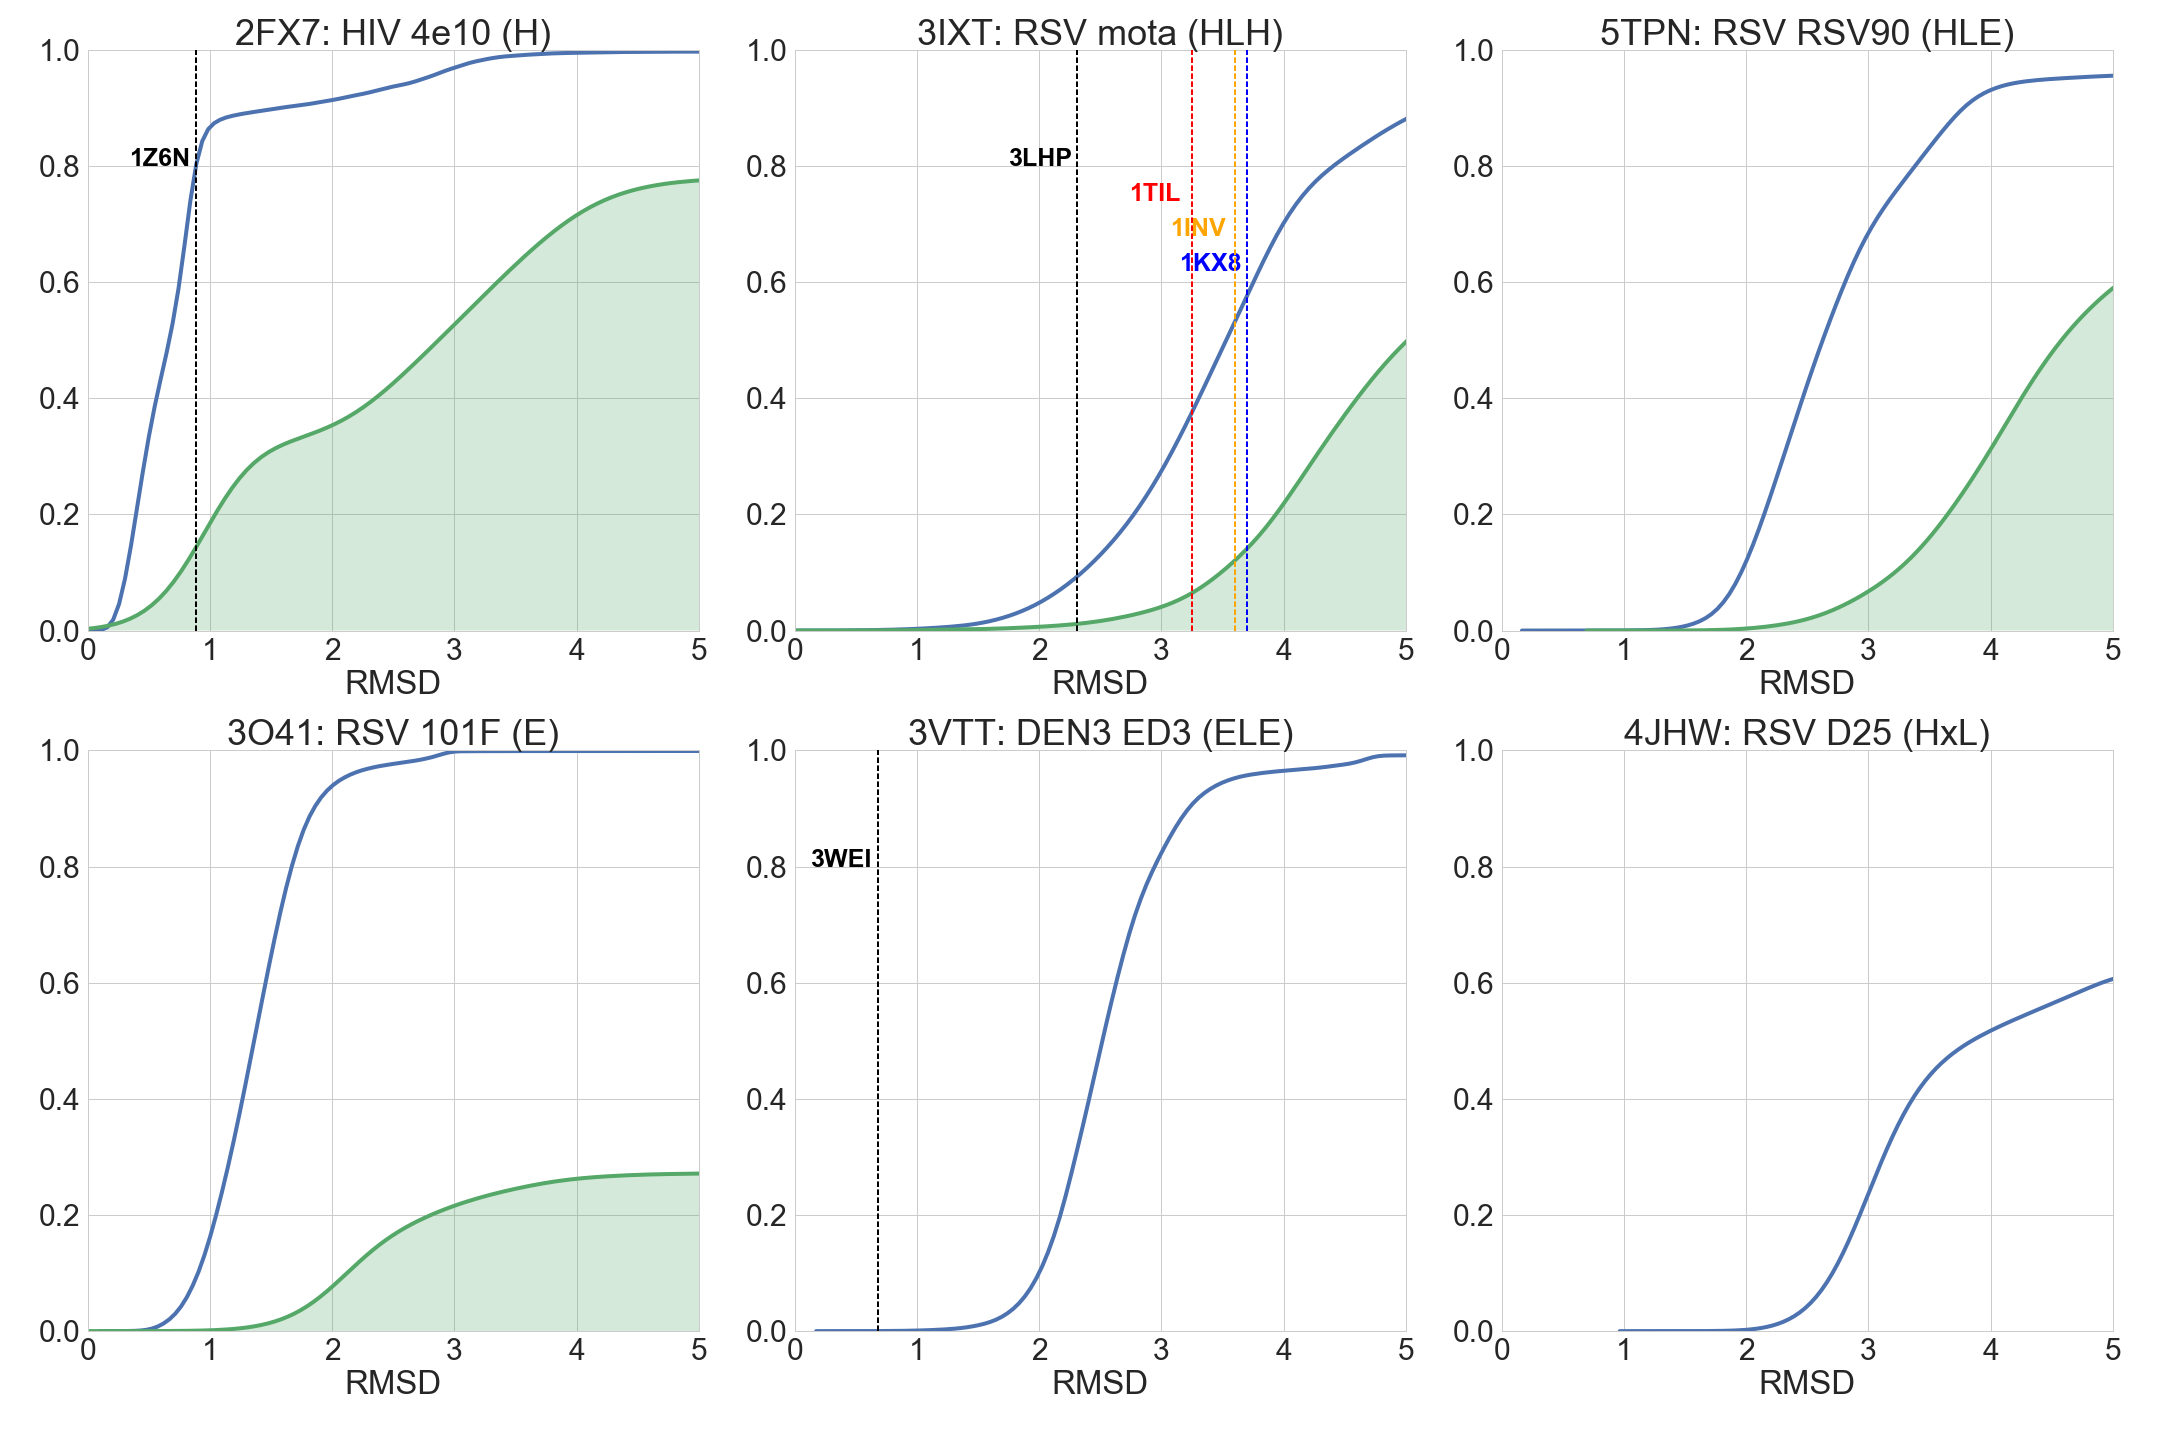 2FX7: HIV 4e10 (H)
1.0
0.8
0.6
0.4
0.2
0.0
1Z6N
0 1 2 3 4 5
RMSD
3IXT: RSV mota (HLH)
1.0
0.8
0.6
0.4
0.2
0.0
3LHP
1TIL
1INV
1KX8
0 1 2 3 4 5
RMSD
5TPN: RSV RSV90 (HLE)
1.0
0.8
0.6
0.4
0.2
0.0
0 1 2 3 4 5
RMSD
3O41: RSV 101F (E)
1.0
0.8
0.6
0.4
0.2
0.0
0 1 2 3 4 5
RMSD
3VTT: DEN3 ED3 (ELE)
1.0
0.8
0.6
0.4
0.2
0.0
3WEI
0 1 2 3 4 5
RMSD
4JHW: RSV D25 (HxL)
1.0
0.8
0.6
0.4
0.2
0.0
0 1 2 3 4 5
RMSD